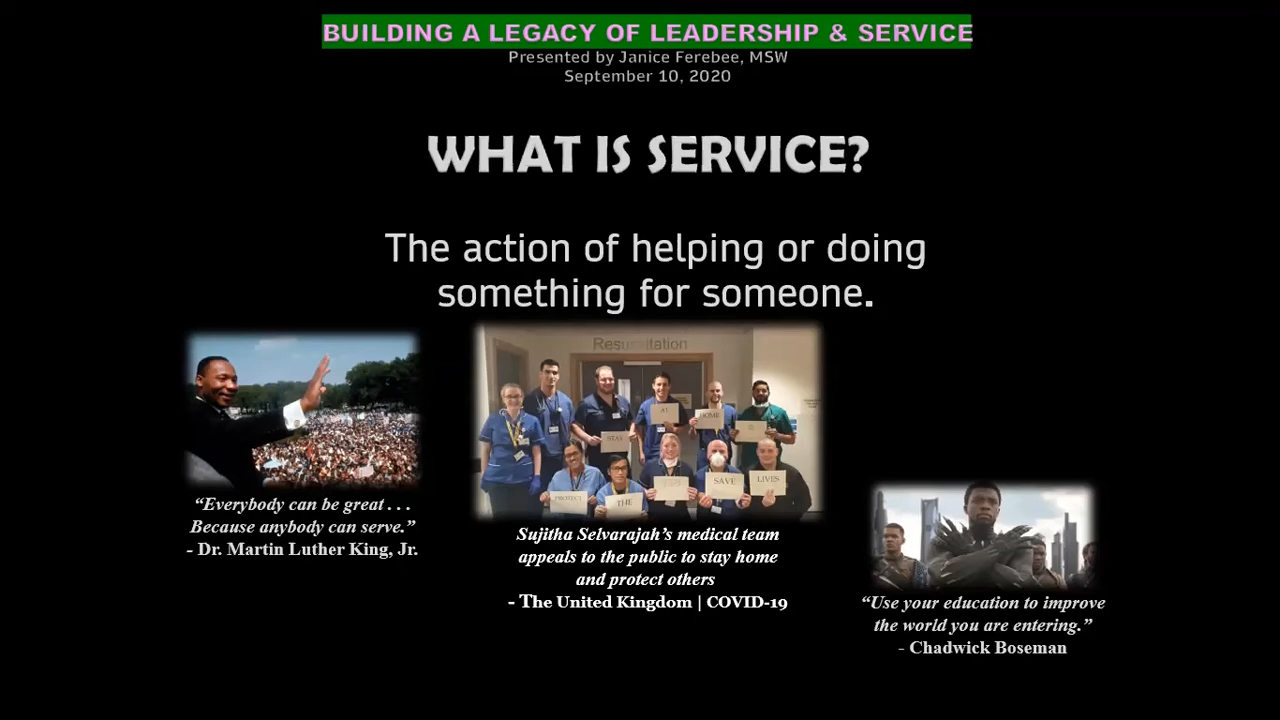 BUILDING A LEGACY OF LEADERSHIP & SERVICE
Presented by Janice Ferebee, MSW
September 10, 2020
WHAT IS SERVICE?
The action of helping or doing
something for someone.
“Everybody can be great . . .
Because anybody can serve.”
- Dr. Martin Luther King, Jr.
STAY
AT
HOME
PROTECT
THE
SAVE
LIVES
Sujitha Selvarajah’s medical team
appeals to the public to stay home
and protect others
- The United Kingdom | COVID-19
“Use your education to improve
the world you are entering.”
- Chadwick Boseman